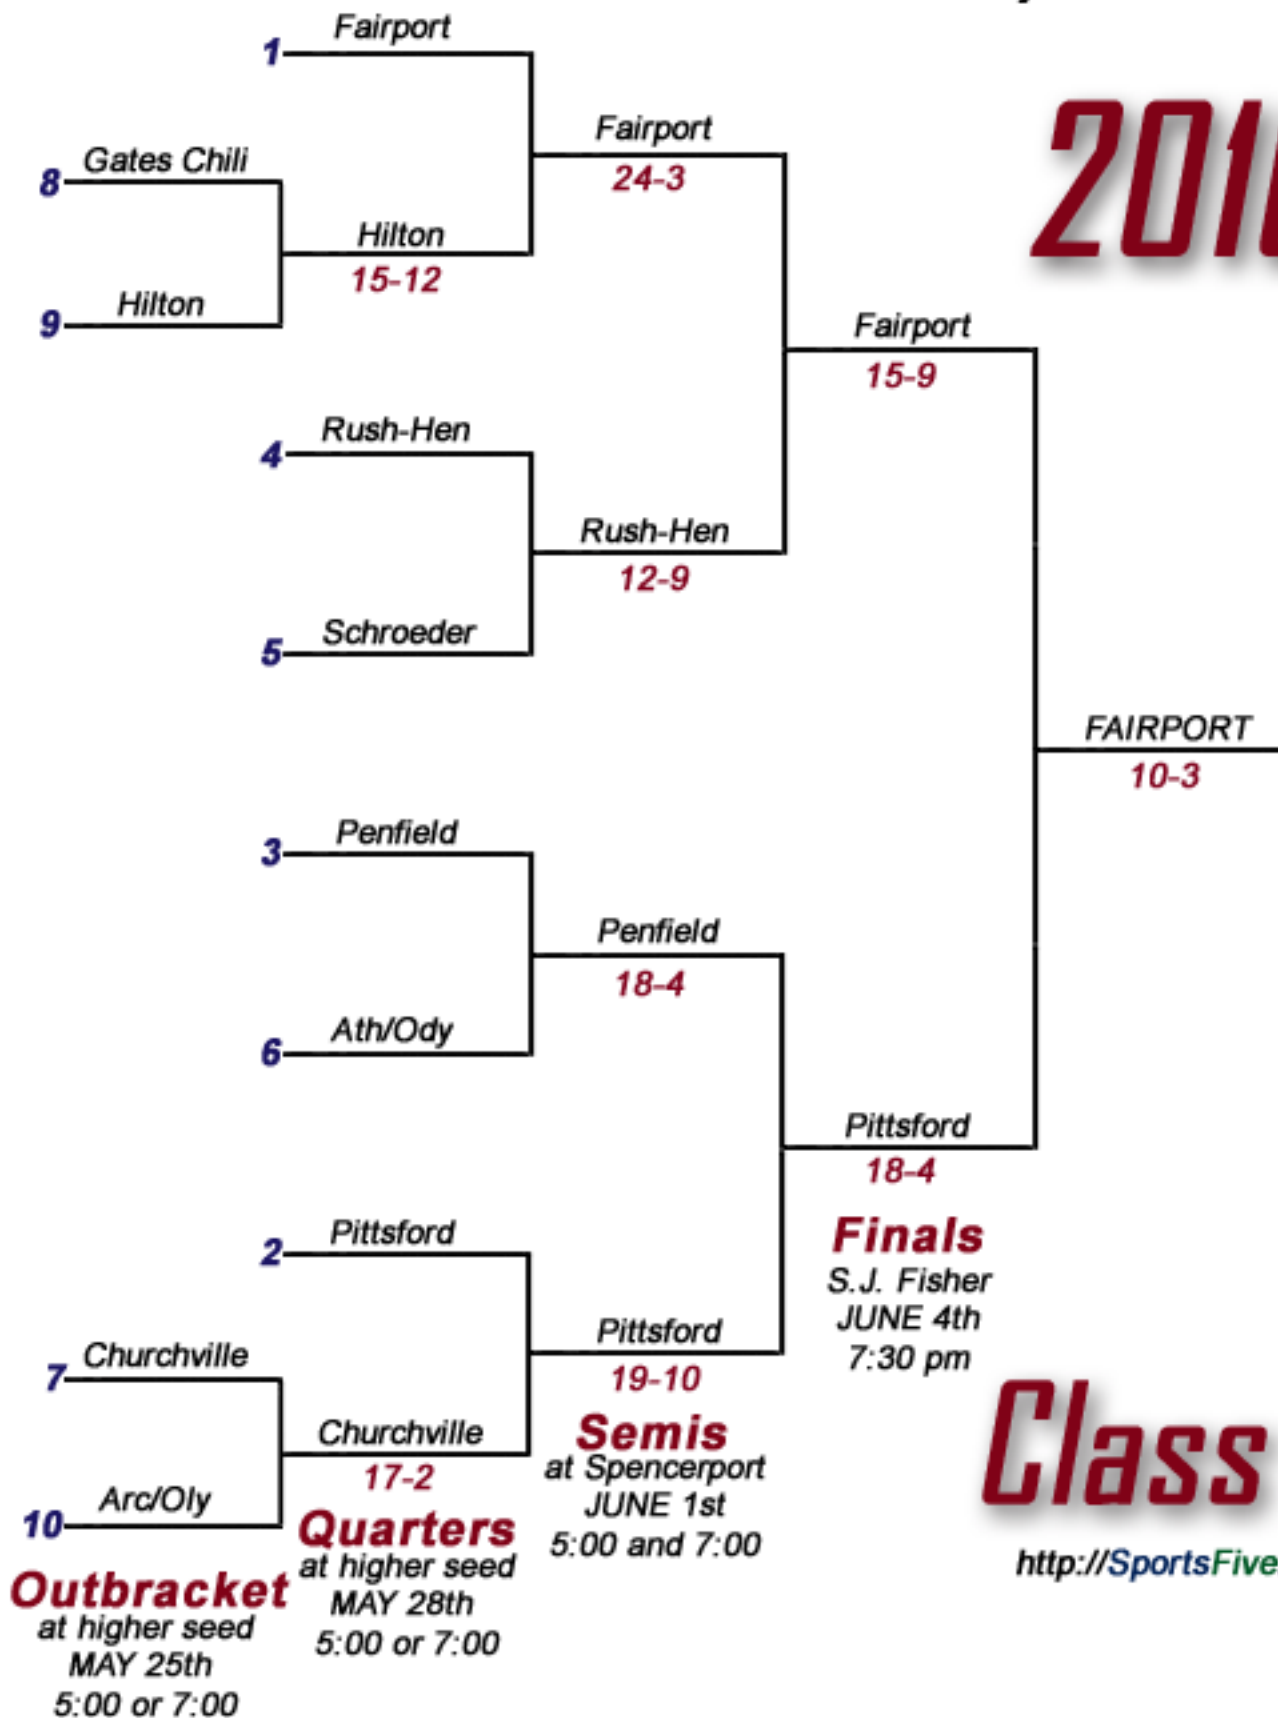 1
Fairport
8
Gates Chili
Fairport
24-3
Hilton
15-12
9
Hilton
Fairport
15-9
4
Rush-Hen
Rush-Hen
12-9
5
Schroeder
FAIRPORT
10-3
3
Penfield
Penfield
18-4
6
Ath/Ody
Pittsford
18-4
2
Pittsford
Pittsford
19-10
7
Churchville
Churchville
17-2
10
Arc/Oly
Finals
S.J. Fisher
JUNE 4th
7:30 pm
Semis
at Spencerport
JUNE 1st
5:00 and 7:00
Quarters
at higher seed
MAY 28th
5:00 or 7:00
Outbracket
at higher seed
MAY 25th
5:00 or 7:00
Class
http://SportsFive